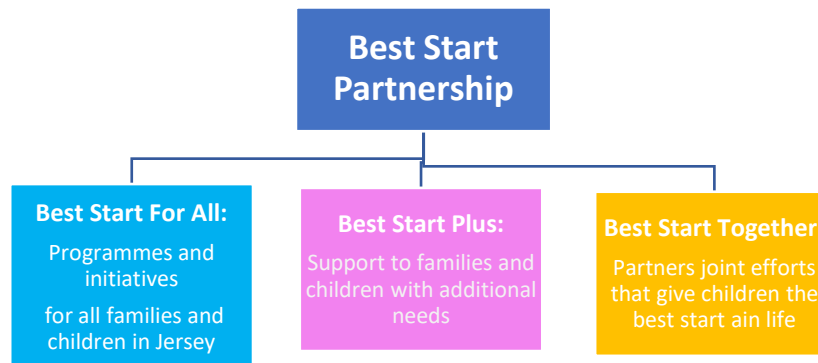 Best Start
Partnership
Best Start For All:
Programmes and
initiatives
for all families and
children in Jersey
Best Start Plus:
Support to families and
children with additional
needs
Best Start Together
Partners joint efforts
that give children the
best start ain life